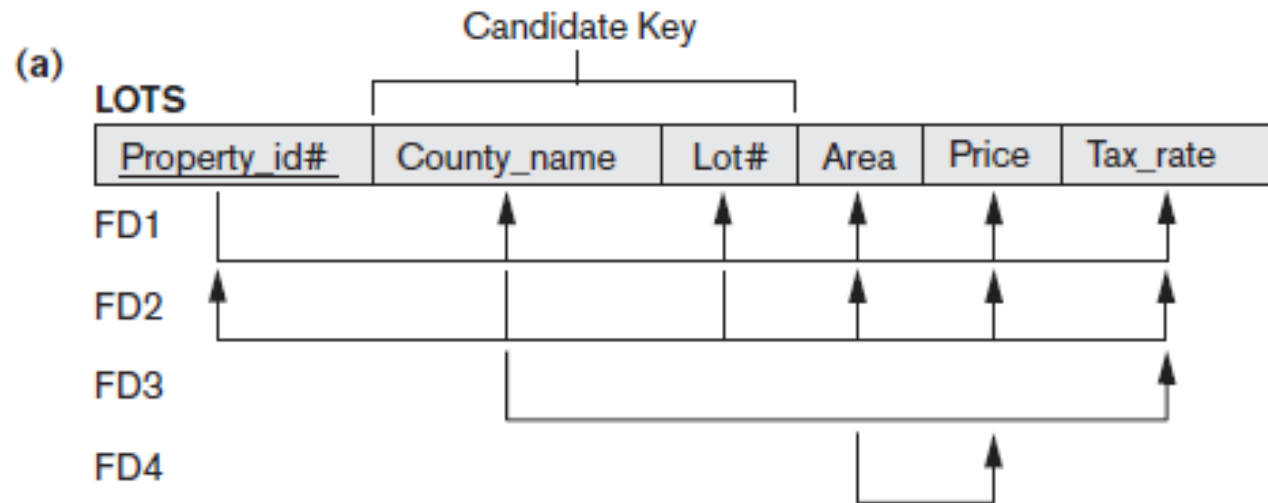 Candidate Key
(a)
LOTS
Property_id# County_name Lot# Area Price Tax_rate
FD1
FD2
FD3
FD4